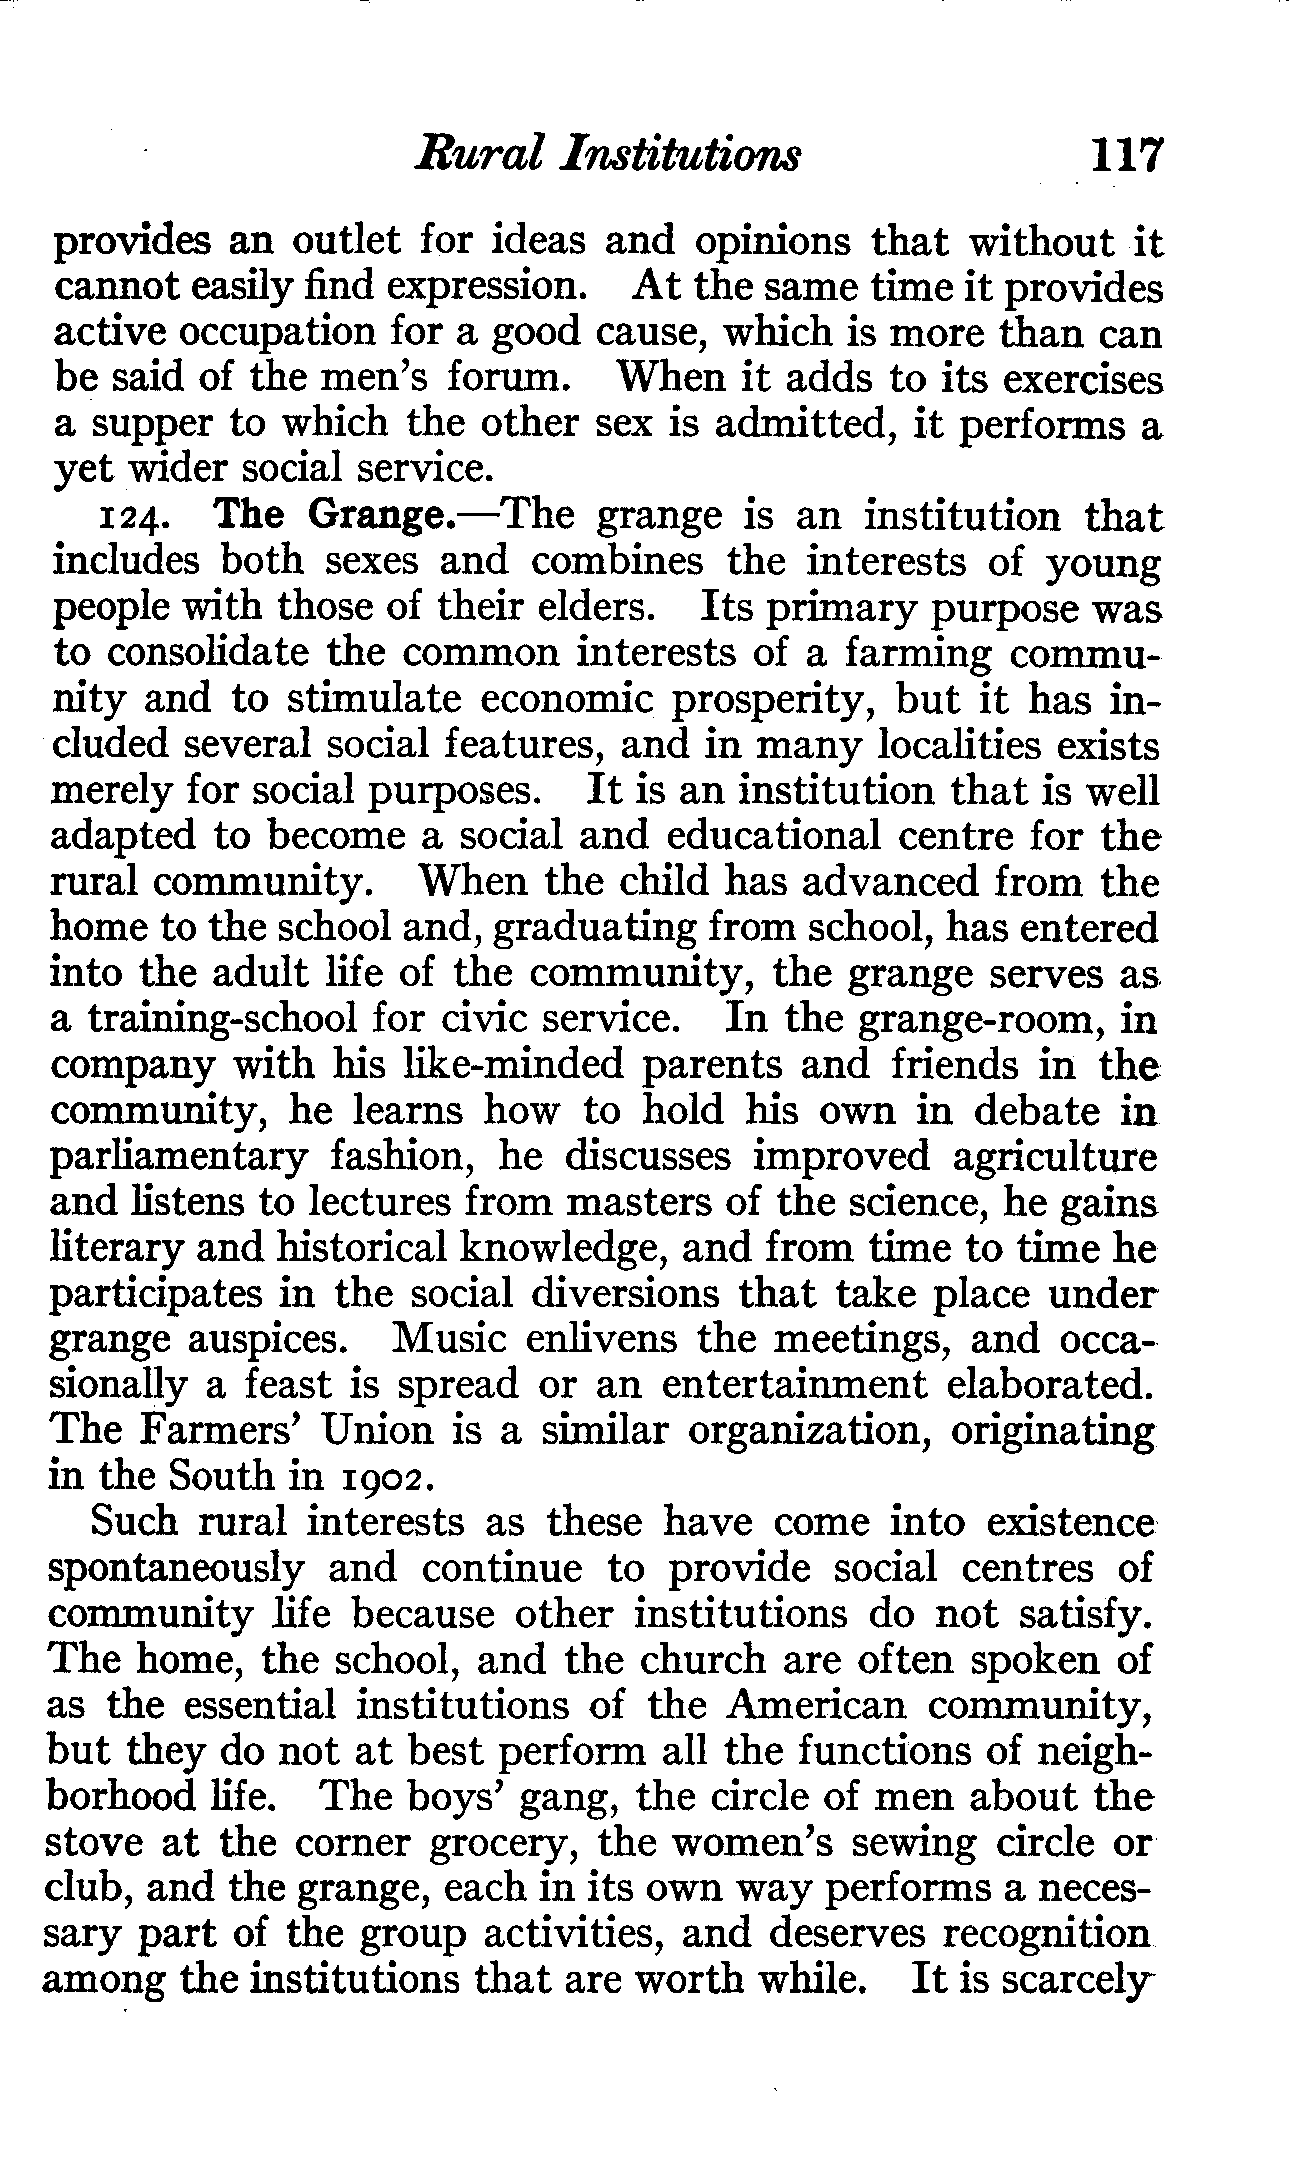 Rural Institutions 117
provides an outlet for ideas and opinions that without it
cannot easily find expression. At the same time it provides
active occupation for a good cause, which is more than can
be said of the men's forum. When it adds to its exercises
a supper to which the other sex is admitted, it performs a
yet wider social service.
124. The Grange.—The grange is an institution that
includes both sexes and combines the interests of young
people with those of their elders. Its primary purpose was
to consolidate the common interests of a farming commu-
nity and to stimulate economic prosperity, but it has in-
cluded several social features, and in many localities exists
merely for social purposes. It is an institution that is well
adapted to become a social and educational centre for the
rural community. When the child has advanced from the
home to the school and, graduating from school, has entered
into the adult life of the community, the grange serves as
a training-school for civic service. In the grange-room, in
company with his like-minded parents and friends in the
community, he learns how to hold his own in debate in
parliamentary fashion, he discusses improved agriculture
and listens to lectures from masters of the science, he gains
literary and historical knowledge, and from time to time he
participates in the social diversions that take place under
grange auspices. Music enlivens the meetings, and occa-
sionally a feast is spread or an entertainment elaborated.
The Farmers' Union is a similar organization, originating
in the South in 1902.
Such rural interests as these have come into existence
spontaneously and continue to provide social centres of
community life because other institutions do not satisfy.
The home, the school, and the church are often spoken of
as the essential institutions of the American community,
but they do not at best perform all the functions of neigh-
borhood life. The boys' gang, the circle of men about the
stove at the corner grocery, the women's sewing circle or
club, and the grange, each in its own way performs a neces-
sary part of the group activities, and deserves recognition
among the institutions that are worth while. It is scarcely